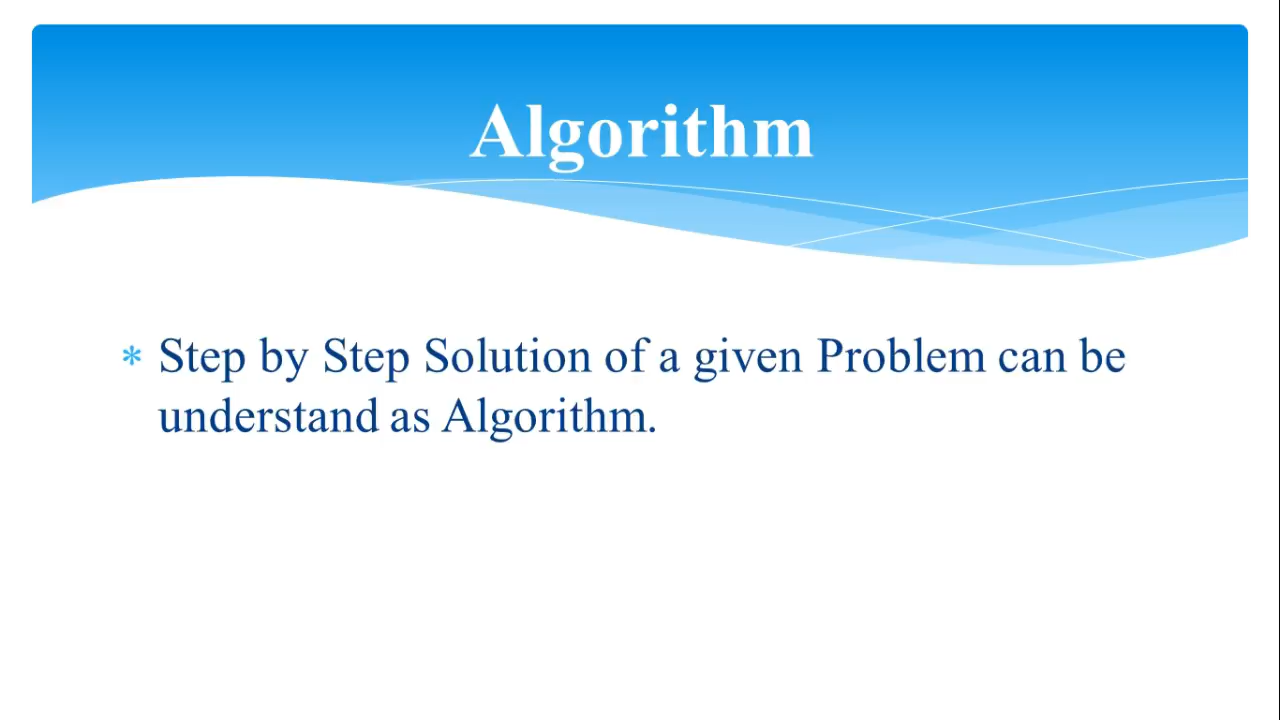 Algorithm
* Step by Step Solution of a given Problem can be
understand as Algorithm.